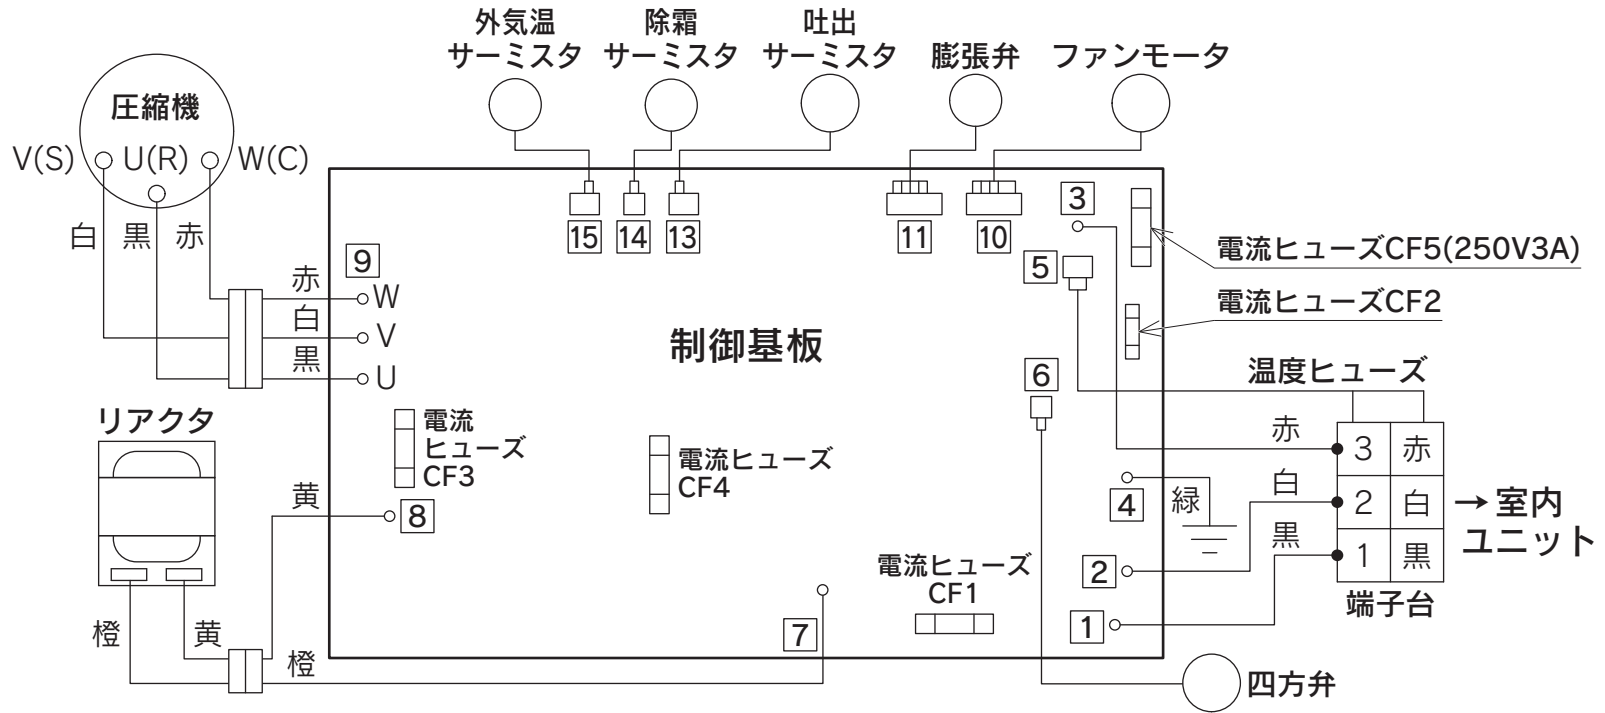 外気温
サーミスタ
除霜
サーミスタ
吐出
サーミスタ
膨張弁
ファンモータ
圧縮機
V(S)
U(R)
W(C)
白
黒
赤
15
14
13
11
10
3
9
赤
W
白
V
黒
U
5
電流ヒューズCF5(250V3A)
電流ヒューズCF2
制御基板
6
温度ヒューズ
リアクタ
電流
ヒューズ
CF3
電流ヒューズ
CF4
赤
3 赤
白
2 白
黒
1 黒
→室内
ユニット
端子台
黄
8
4
緑
電流ヒューズ
CF1
2
1
7
橙
黄
橙
四方弁